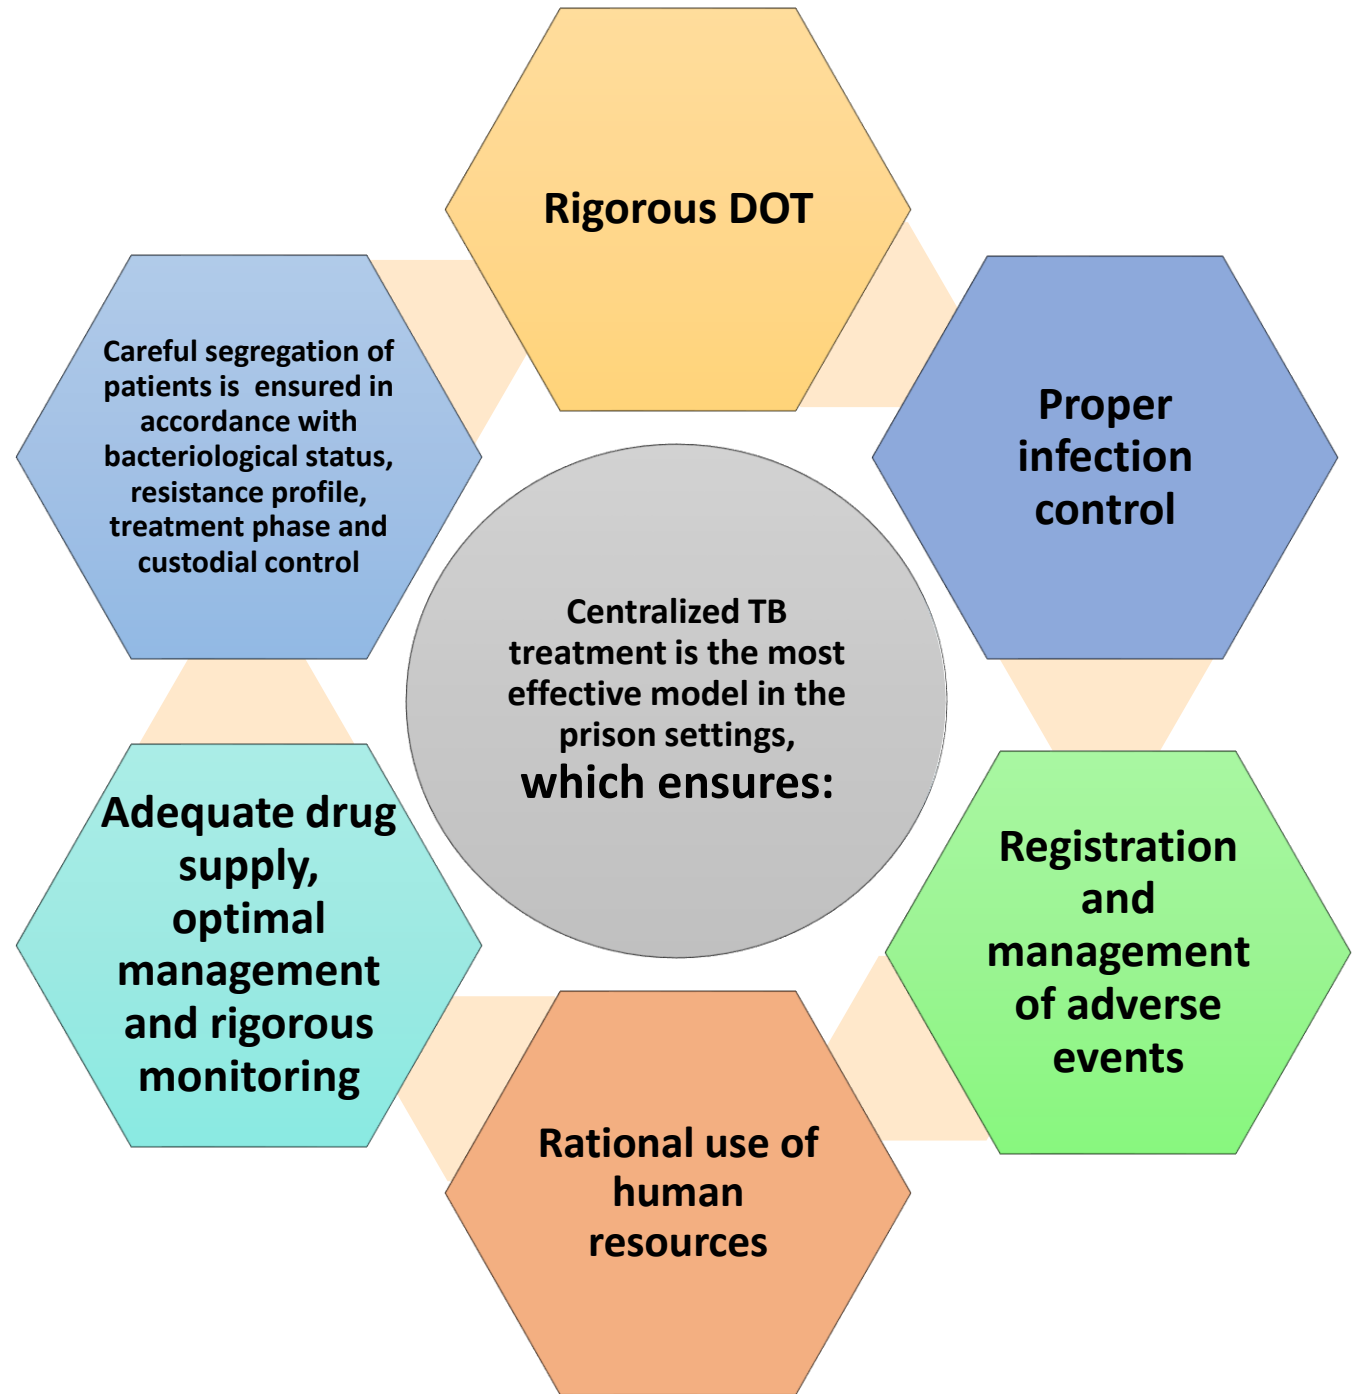 Rigorous DOT
Careful segregation of
patients is  ensured in
accordance with
bacteriological status,
resistance profile,
treatment phase and
custodial control
Proper
infection
control
Centralized TB
treatment is the most
effective model in the
prison settings,
which ensures:
Adequate drug
supply,
optimal
management
and rigorous
monitoring
Registration
and
management
of adverse
events
Rational use of
human
resources